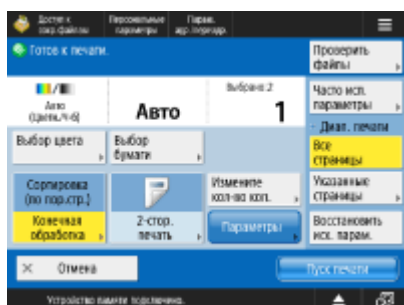 Доступ к сохр. файлам
Персональные параметры
Парам. адр. переадр.
Готов к печати.
Проверить файлы
Авто (Цветн./Ч-б)
Авто
Выбрано: 2
1
Часто исп. параметры
Диап. печати
Выбор цвета
Выбор бумаги
Все страницы
Сортировка (по пор.стр.)
Измените кол-во коп.
Указанные страницы
Конечная обработка
2-стор. печать
Параметры
Восстановить исх. парам.
× Отмена
Пуск печати
Устройство памяти подключено.